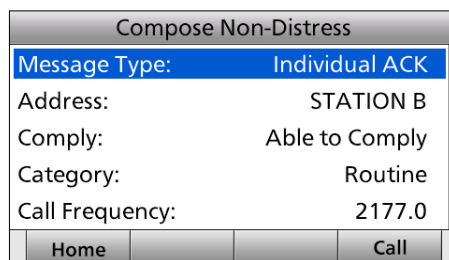 Compose Non-Distress
Message Type: Individual ACK
Address: STATION B
Comply: Able to Comply
Category: Routine
Call Frequency: 2177.0
Home Call